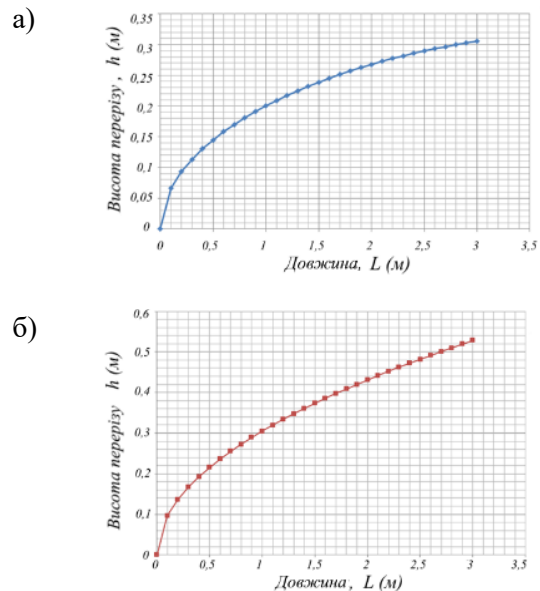 а)
Висота перерізу , h (м)
0,35
0,3
0,25
0,2
0,15
0,1
0,05
0
0 0,5 1 1,5 2 2,5 3 3,5
Довжина, L (м)
б)
Висота перерізу h (м)
0,6
0,5
0,4
0,3
0,2
0,1
0
0 0,5 1 1,5 2 2,5 3 3,5
Довжина , L (м)